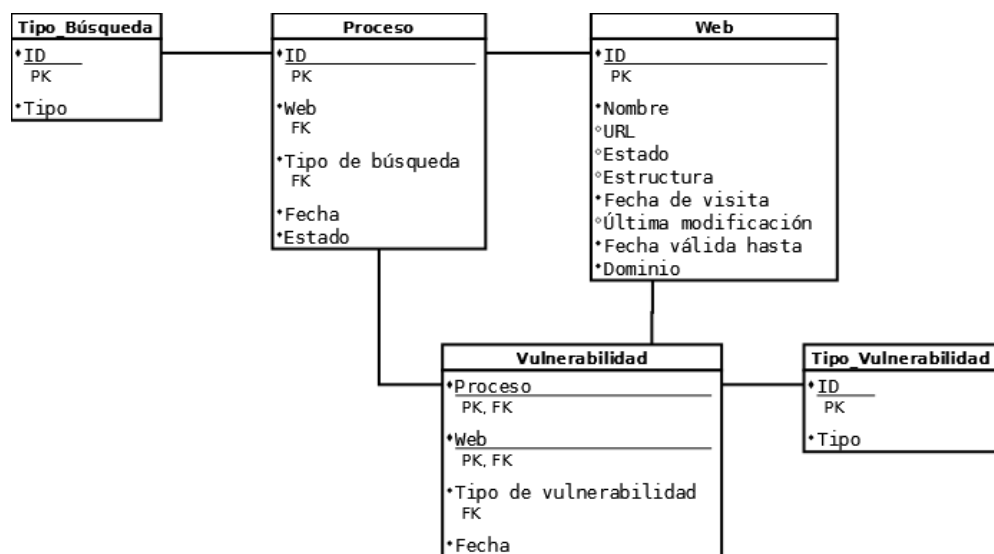 Tipo_Búsqueda
ID
PK
Tipo
Proceso
ID
PK
Web
FK
Tipo de búsqueda
FK
Fecha
Estado
Web
ID
PK
Nombre
URL
Estado
Estructura
Fecha de visita
Última modificación
Fecha válida hasta
Dominio
Vulnerabilidad
Proceso
PK, FK
Web
PK, FK
Tipo de vulnerabilidad
FK
Fecha
Tipo_Vulnerabilidad
ID
PK
Tipo